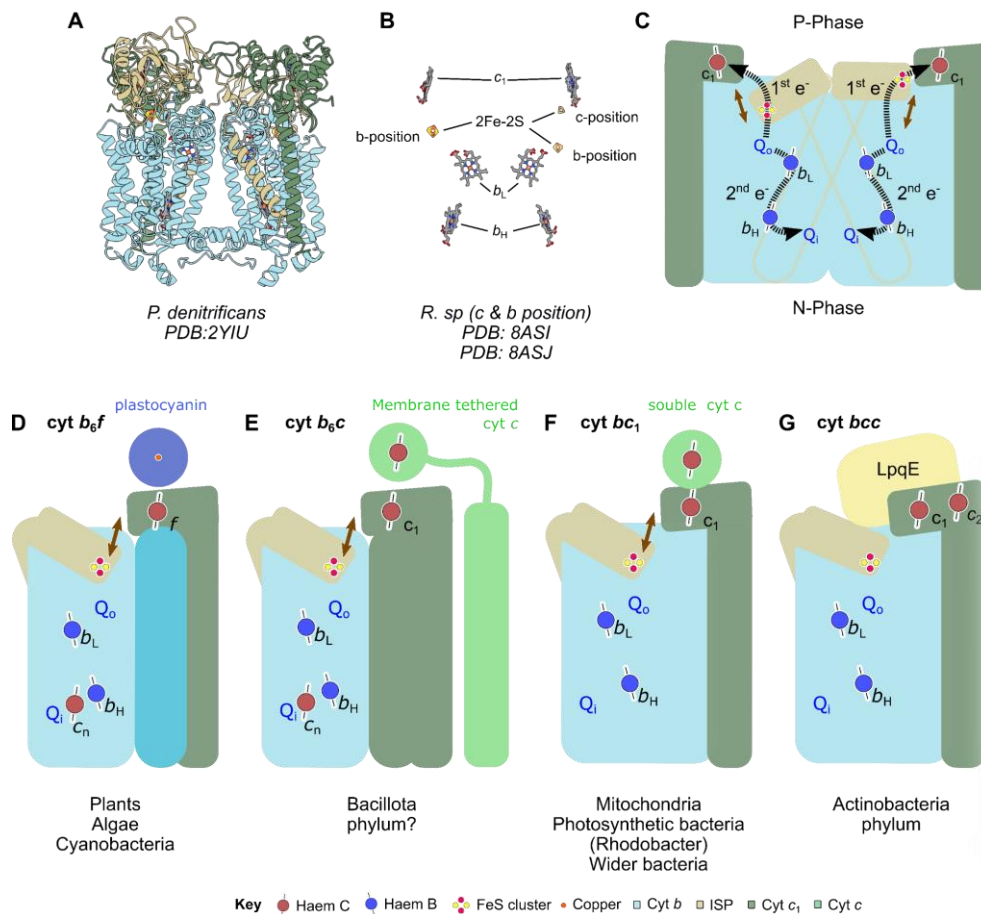 A
P. denitrificans
PDB:2YIU
B
c1
2Fe-2S
b-position
c-position
b-position
bL
bH
R. sp (c & b position)
PDB: 8ASI
PDB: 8ASJ
C
P-Phase
c1
1st e-
1st e-
c1
Qo
Qo
bL
bL
2nd e-
2nd e-
bH
bH
Qi
Qi
N-Phase
D cyt b6f
plastocyanin
f
Qo
bL
bH
Qi
cn
Plants
Algae
Cyanobacteria
E cyt b6c
Membrane tethered
cyt c
c1
Qo
bL
bH
Qi
cn
Bacillota
phylum?
F cyt bc1
souble cyt c
c1
Qo
bL
bH
Qi
Mitochondria
Photosynthetic bacteria
(Rhodobacter)
Wider bacteria
G cyt bcc
LpqE
c1
c2
Qo
bL
bH
Qi
Actinobacteria
phylum
Key Haem C Haem B FeS cluster Copper Cyt b ISP Cyt c1 Cyt c